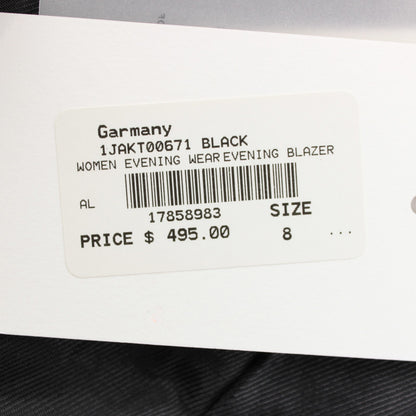 Garmany
1JAKT00671 BLACK
WOMEN EVENING WEAR EVENING BLAZER
AL
17858983
SIZE
PRICE $ 495.00
8 ...